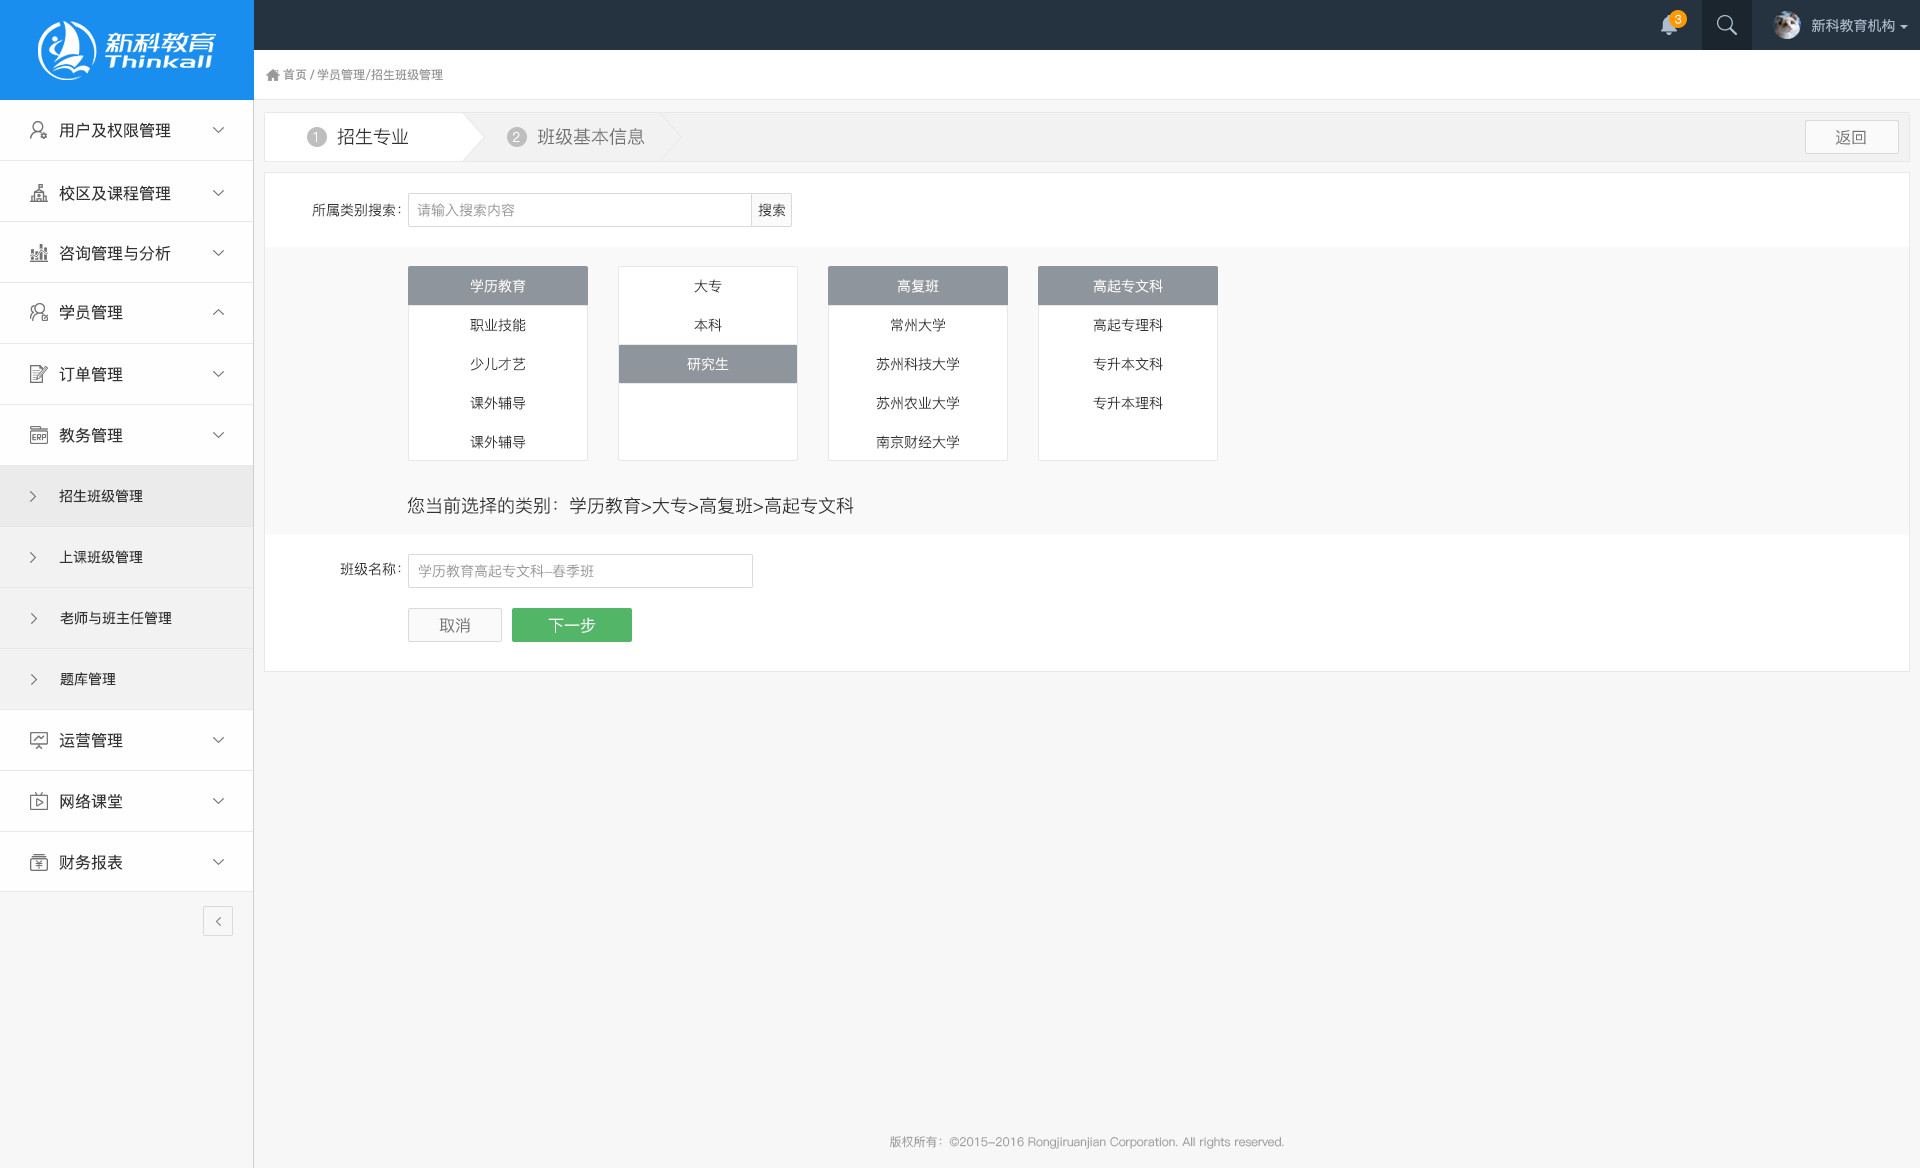 新科教育
Thinkall
3
新科教育机构
首页 / 学员管理/招生班级管理
用户及权限管理
校区及课程管理
咨询管理与分析
学员管理
订单管理
ERP
教务管理
招生班级管理
上课班级管理
老师与班主任管理
题库管理
运营管理
网络课堂
财务报表
1 招生专业
2 班级基本信息
返回
所属类别搜索：
请输入搜索内容
搜索
学历教育
职业技能
少儿才艺
课外辅导
课外辅导
大专
本科
研究生
高复班
常州大学
苏州科技大学
苏州农业大学
南京财经大学
高起专文科
高起专理科
专升本文科
专升本理科
您当前选择的类别：学历教育>大专>高复班>高起专文科
班级名称：
学历教育高起专文科–春季班
取消
下一步
版权所有：©2015–2016 Rongjiruanjian Corporation. All rights reserved.